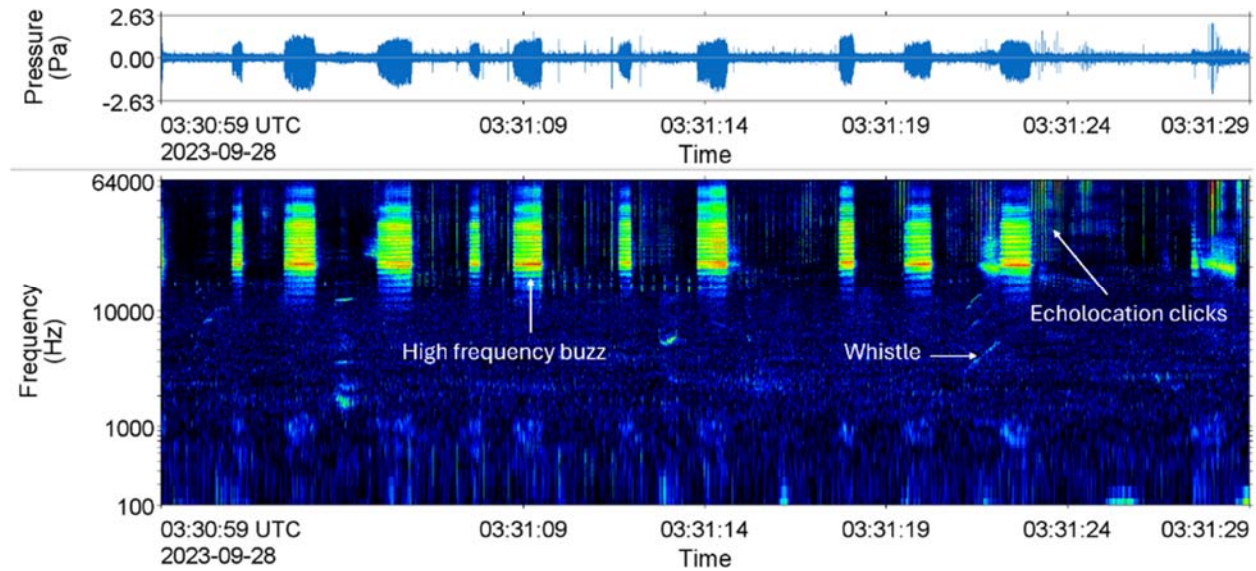 Pressure
(Pa)
2.63
0.00
-2.63
03:30:59 UTC
2023-09-28
03:31:09
03:31:14
03:31:19
03:31:24
03:31:29
Time
Frequency
(Hz)
64000
10000
1000
100
High frequency buzz
Whistle
Echolocation clicks
03:30:59 UTC
2023-09-28
03:31:09
03:31:14
03:31:19
03:31:24
03:31:29
Time